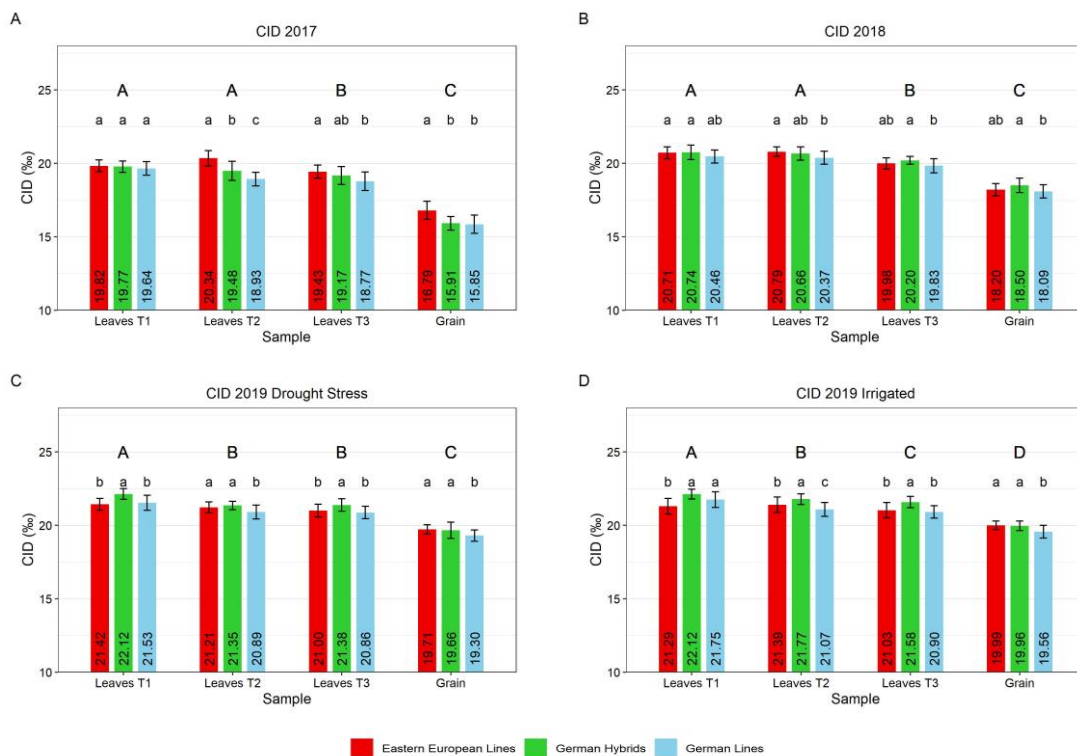 A
CID 2017
CID (‰)
25
20
15
10
A A B C
a a a a b c a ab b a b b
19.82 19.77 19.64 20.34 19.48 18.93 19.43 19.17 18.77 16.79 15.91 15.85
Leaves T1 Leaves T2 Leaves T3 Grain
Sample
B
CID 2018
CID (‰)
25
20
15
10
A A B C
a a ab a ab b ab a b ab a b
20.71 20.74 20.46 20.79 20.66 20.37 19.98 20.20 19.83 18.20 18.50 18.09
Leaves T1 Leaves T2 Leaves T3 Grain
Sample
C
CID 2019 Drought Stress
CID (‰)
25
20
15
10
A B B C
b a b a a b b a b a a b
21.42 22.12 21.53 21.21 21.35 20.89 21.00 21.38 20.86 19.71 19.66 19.30
Leaves T1 Leaves T2 Leaves T3 Grain
Sample
D
CID 2019 Irrigated
CID (‰)
25
20
15
10
A B C D
b a a b a c b a b a a b
21.29 22.12 21.75 21.39 21.77 21.07 21.03 21.58 20.90 19.99 19.96 19.56
Leaves T1 Leaves T2 Leaves T3 Grain
Sample
Eastern European Lines German Hybrids German Lines